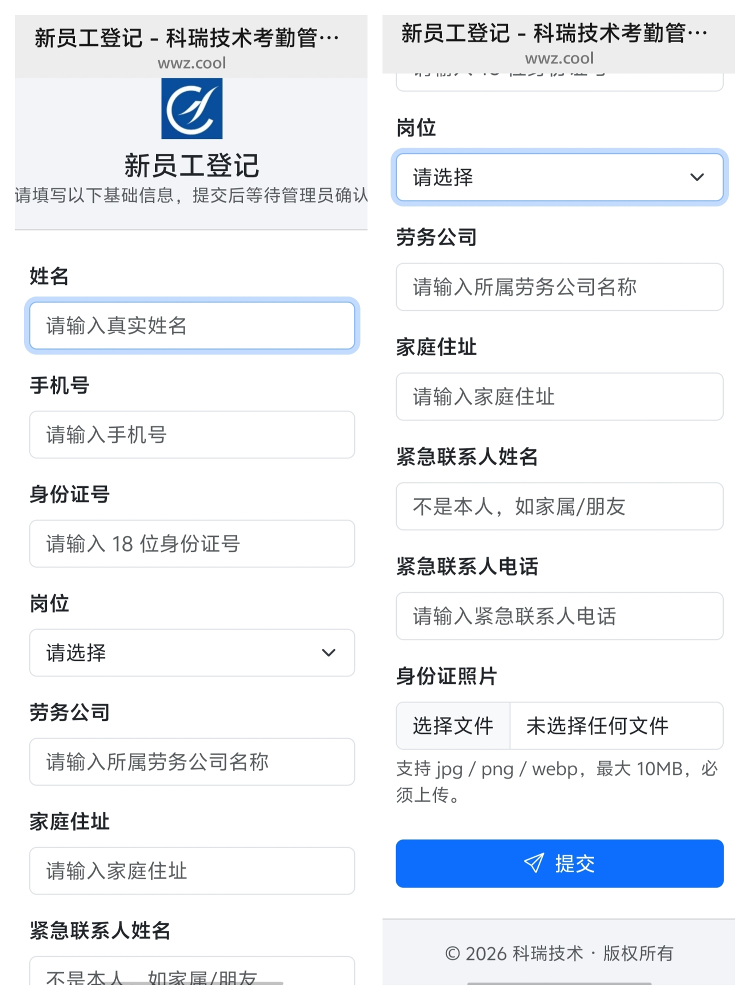 新员工登记 - 科瑞技术考勤管…
wwz.cool
新员工登记
请填写以下基础信息，提交后等待管理员确认
姓名
请输入真实姓名
手机号
请输入手机号
身份证号
请输入 18 位身份证号
岗位
请选择
劳务公司
请输入所属劳务公司名称
家庭住址
请输入家庭住址
紧急联系人姓名
不是本人，如家属/朋友
新员工登记 - 科瑞技术考勤管…
wwz.cool
请输入 18 位身份证号
岗位
请选择
劳务公司
请输入所属劳务公司名称
家庭住址
请输入家庭住址
紧急联系人姓名
不是本人，如家属/朋友
紧急联系人电话
请输入紧急联系人电话
身份证照片
选择文件 未选择任何文件
支持 jpg / png / webp，最大 10MB，必
须上传。
提交
© 2026 科瑞技术 · 版权所有